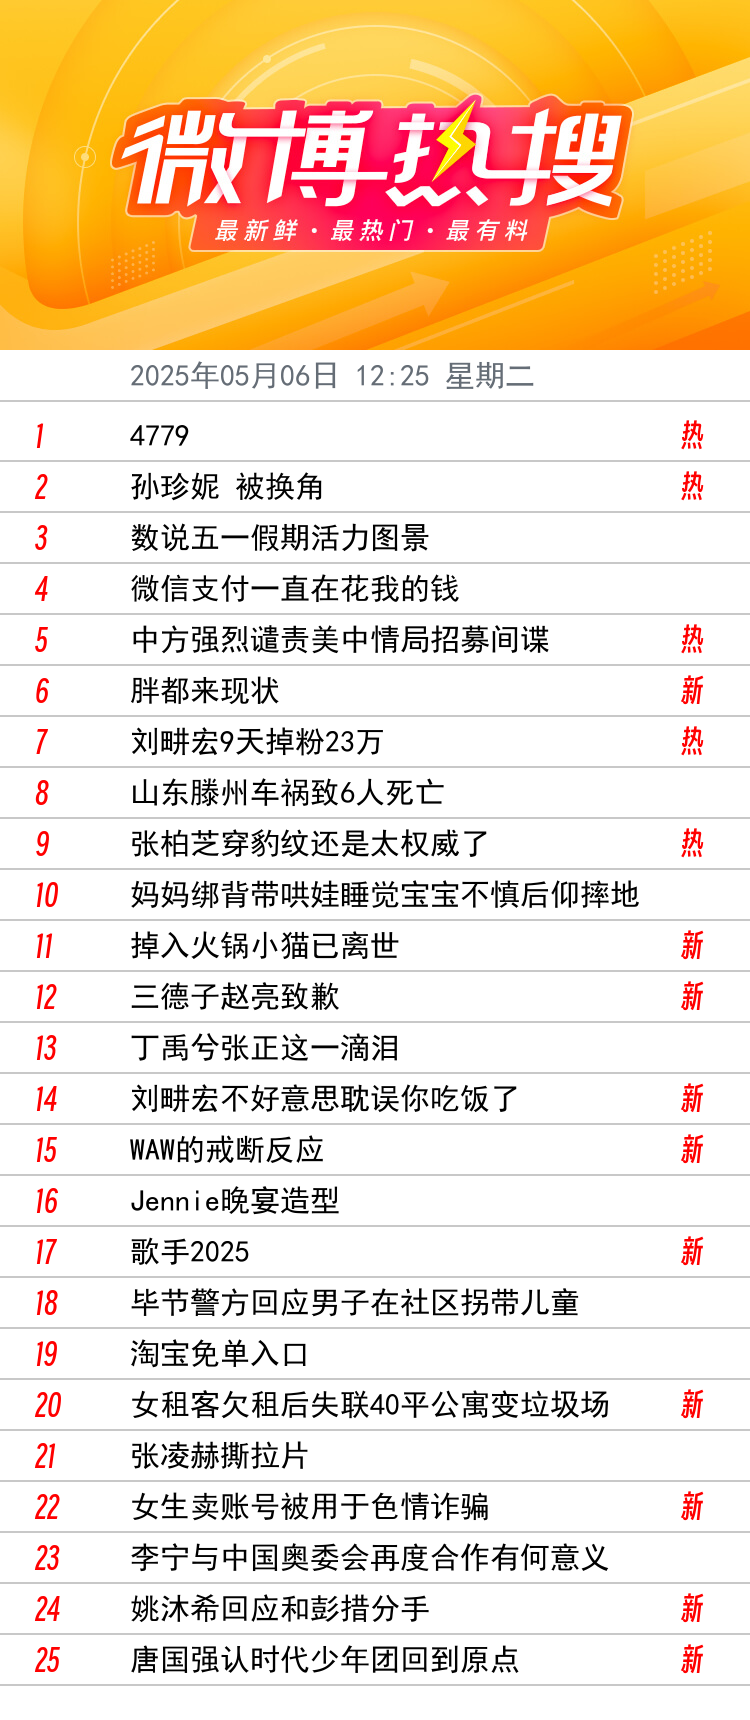 微博热搜
最新鲜·最热门·最有料
2025年05月06日 12:25 星期二
1 4779 热
2 孙珍妮 被换角 热
3 数说五一假期活力图景
4 微信支付一直在花我的钱
5 中方强烈谴责美中情局招募间谍 热
6 胖都来现状 新
7 刘畊宏9天掉粉23万 热
8 山东滕州车祸致6人死亡
9 张柏芝穿豹纹还是太权威了 热
10 妈妈绑背带哄娃睡觉宝宝不慎后仰摔地
11 掉入火锅小猫已离世 新
12 三德子赵亮致歉 新
13 丁禹兮张正这一滴泪
14 刘畊宏不好意思耽误你吃饭了 新
15 WAW的戒断反应 新
16 Jennie晚宴造型
17 歌手2025 新
18 毕节警方回应男子在社区拐带儿童
19 淘宝免单入口
20 女租客欠租后失联40平公寓变垃圾场 新
21 张凌赫撕拉片
22 女生卖账号被用于色情诈骗 新
23 李宁与中国奥委会再度合作有何意义
24 姚沐希回应和彭措分手 新
25 唐国强认时代少年团回到原点 新